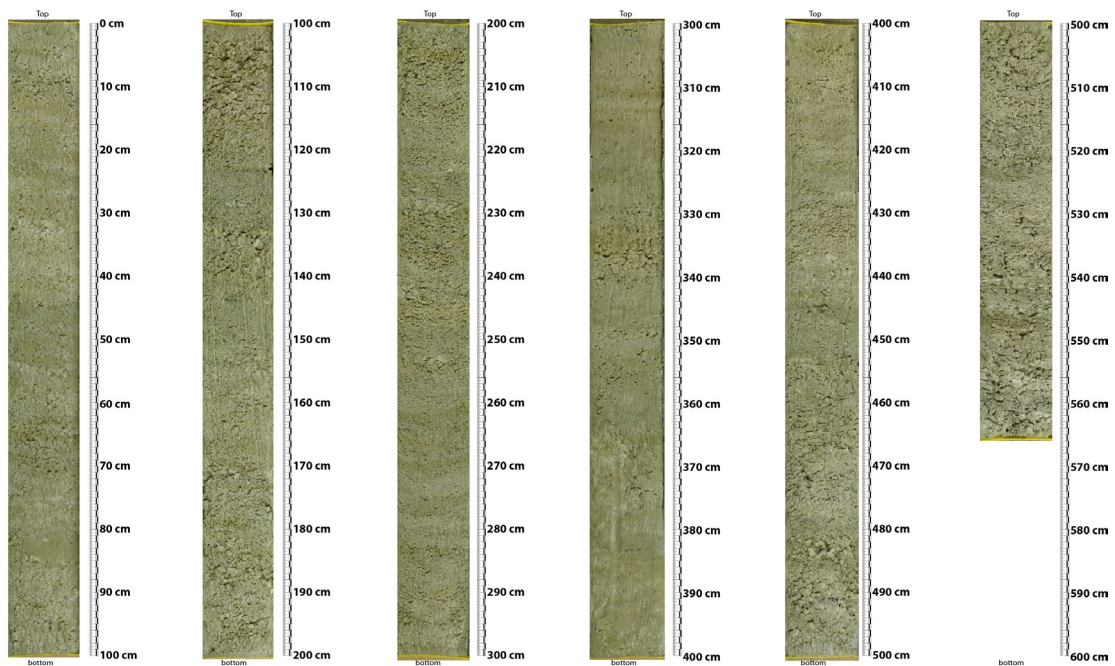 Top
0 cm
10 cm
20 cm
30 cm
40 cm
50 cm
60 cm
70 cm
80 cm
90 cm
100 cm
bottom
Top
100 cm
110 cm
120 cm
130 cm
140 cm
150 cm
160 cm
170 cm
180 cm
190 cm
200 cm
bottom
Top
200 cm
210 cm
220 cm
230 cm
240 cm
250 cm
260 cm
270 cm
280 cm
290 cm
300 cm
bottom
Top
300 cm
310 cm
320 cm
330 cm
340 cm
350 cm
360 cm
370 cm
380 cm
390 cm
400 cm
bottom
Top
400 cm
410 cm
420 cm
430 cm
440 cm
450 cm
460 cm
470 cm
480 cm
490 cm
500 cm
bottom
Top
500 cm
510 cm
520 cm
530 cm
540 cm
550 cm
560 cm
570 cm
580 cm
590 cm
600 cm
bottom